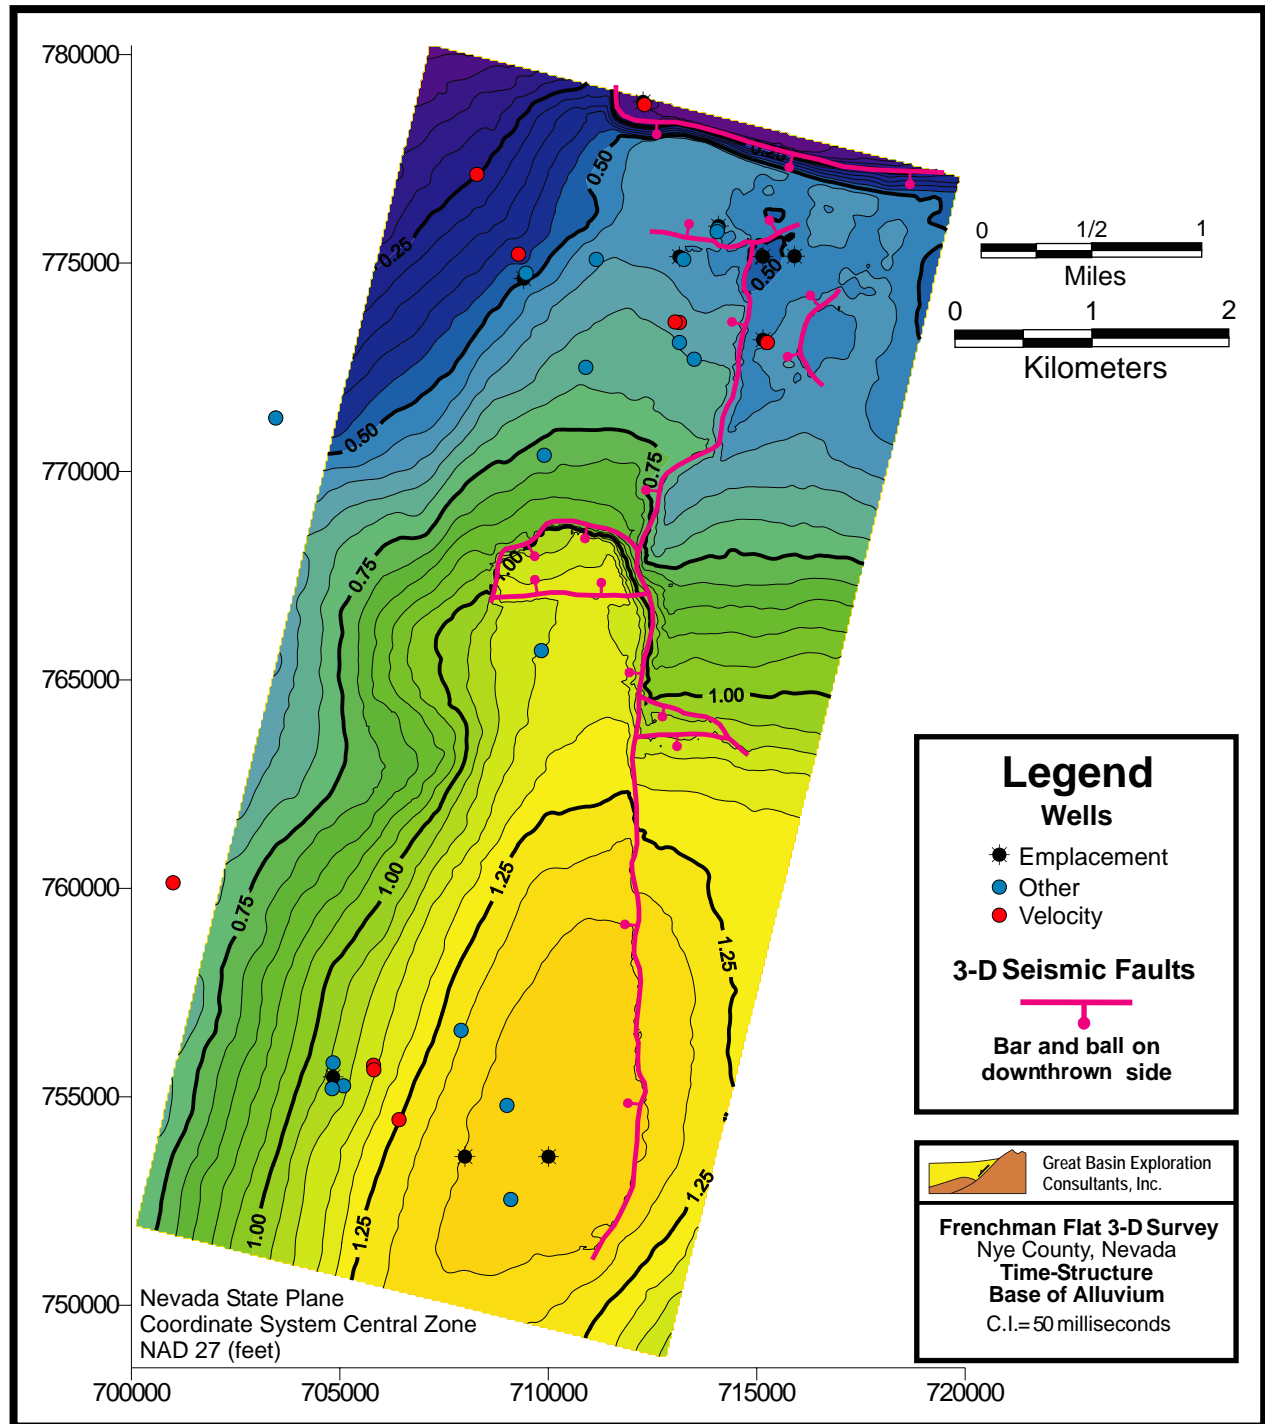 780000
775000
770000
765000
760000
755000
750000
700000
705000
710000
715000
720000
0.25
0.50
0.25
0.50
0.50
0.75
0.75
1.00
1.00
1.00
1.25
0.75
1.25
1.25
1.00
1.25
0 1/2 1
Miles
0 1 2
Kilometers
Legend
Wells
Emplacement
Other
Velocity
3-D Seismic Faults
Bar and ball on
downthrown side
Great Basin Exploration
Consultants, Inc.
Frenchman Flat 3-D Survey
Nye County, Nevada
Time-Structure
Base of Alluvium
C.I.= 50 milliseconds
Nevada State Plane
Coordinate System Central Zone
NAD 27 (feet)